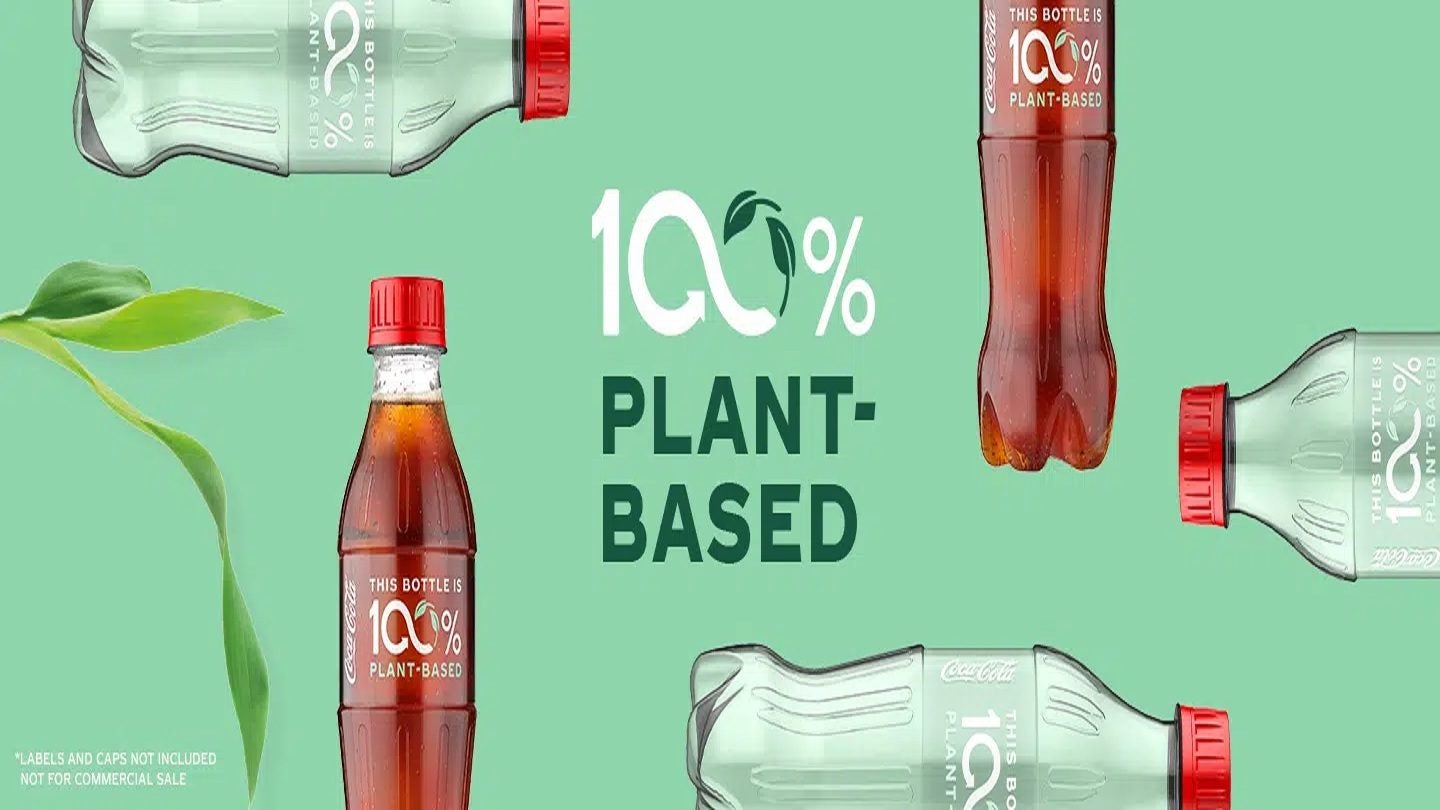 THIS BOTTLE IS
100%
PLANT-BASED
Coca-Cola
THIS BOTTLE IS
100%
PLANT-BASED
100%
PLANT-
BASED
Coca-Cola
THIS BOTTLE IS
100%
PLANT-BASED
THIS BOTTLE IS
100%
PLANT-BASED
Coca-Cola
Coca-Cola
THIS BO
100
PLANT-
*LABELS AND CAPS NOT INCLUDED
NOT FOR COMMERCIAL SALE